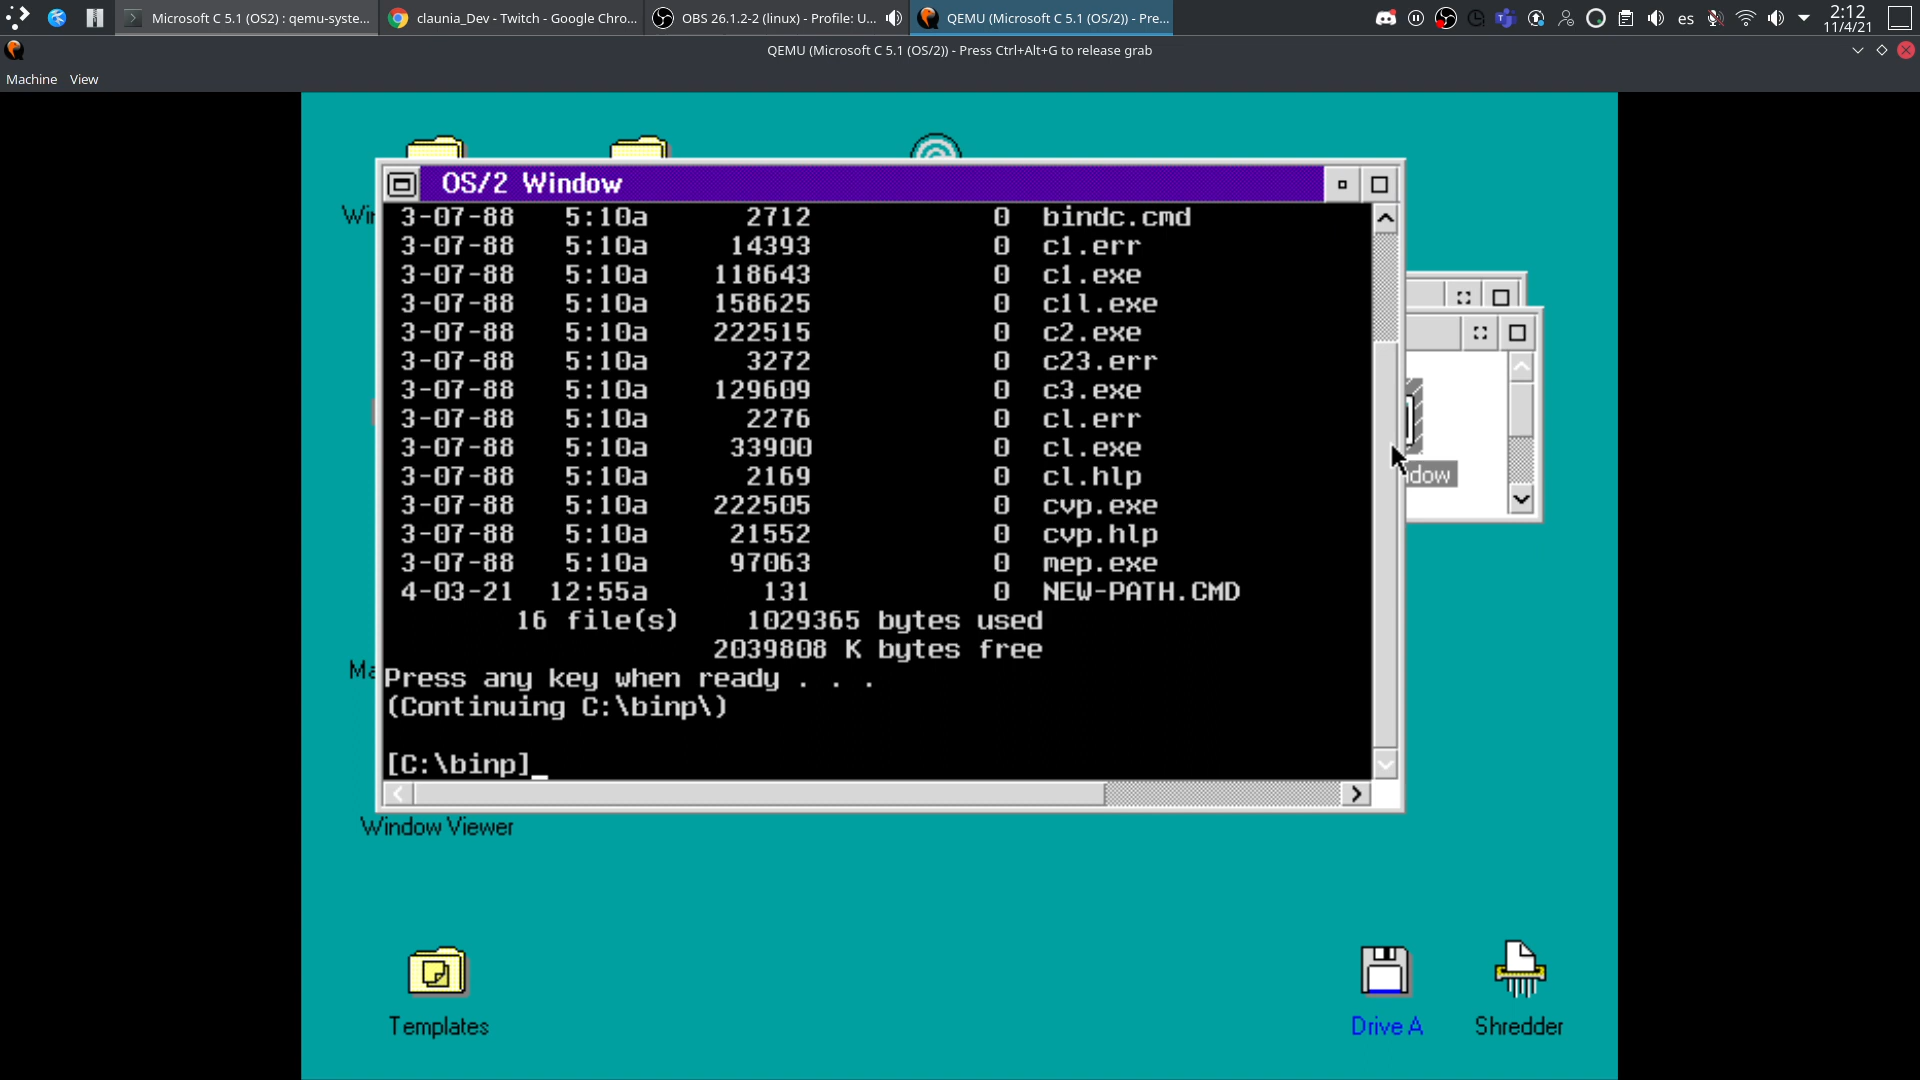 Microsoft C 5.1 (OS2) : qemu-syste...
claunia_Dev - Twitch - Google Chro...
OBS 26.1.2-2 (linux) - Profile: U...
QEMU (Microsoft C 5.1 (OS/2)) - Pre...
es
2:12
11/4/21
QEMU (Microsoft C 5.1 (OS/2)) - Press Ctrl+Alt+G to release grab
Machine View
OS/2 Window
3-07-88 5:10a 2712 0 bindc.cmd
3-07-88 5:10a 14393 0 c1.err
3-07-88 5:10a 118643 0 c1.exe
3-07-88 5:10a 158625 0 c1l.exe
3-07-88 5:10a 222515 0 c2.exe
3-07-88 5:10a 3272 0 c23.err
3-07-88 5:10a 129609 0 c3.exe
3-07-88 5:10a 2276 0 cl.err
3-07-88 5:10a 33900 0 cl.exe
3-07-88 5:10a 2169 0 cl.hlp
3-07-88 5:10a 222505 0 cvp.exe
3-07-88 5:10a 21552 0 cvp.hlp
3-07-88 5:10a 97063 0 mep.exe
4-03-21 12:55a 131 0 NEW-PATH.CMD
16 file(s) 1029365 bytes used
2039808 K bytes free
Press any key when ready . . .
(Continuing C:\binp\)
[C:\binp]_
Window Viewer
Templates
Drive A
Shredder